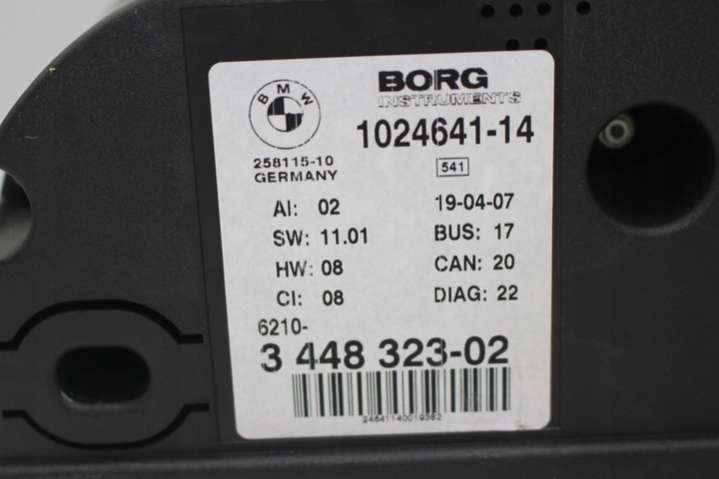 BMW
BORG
INSTRUMENTS
1024641-14
258115-10
GERMANY
541
AI: 02
19-04-07
SW: 11.01
BUS: 17
HW: 08
CAN: 20
CI: 08
DIAG: 22
6210-
3 448 323-02
24641140019362